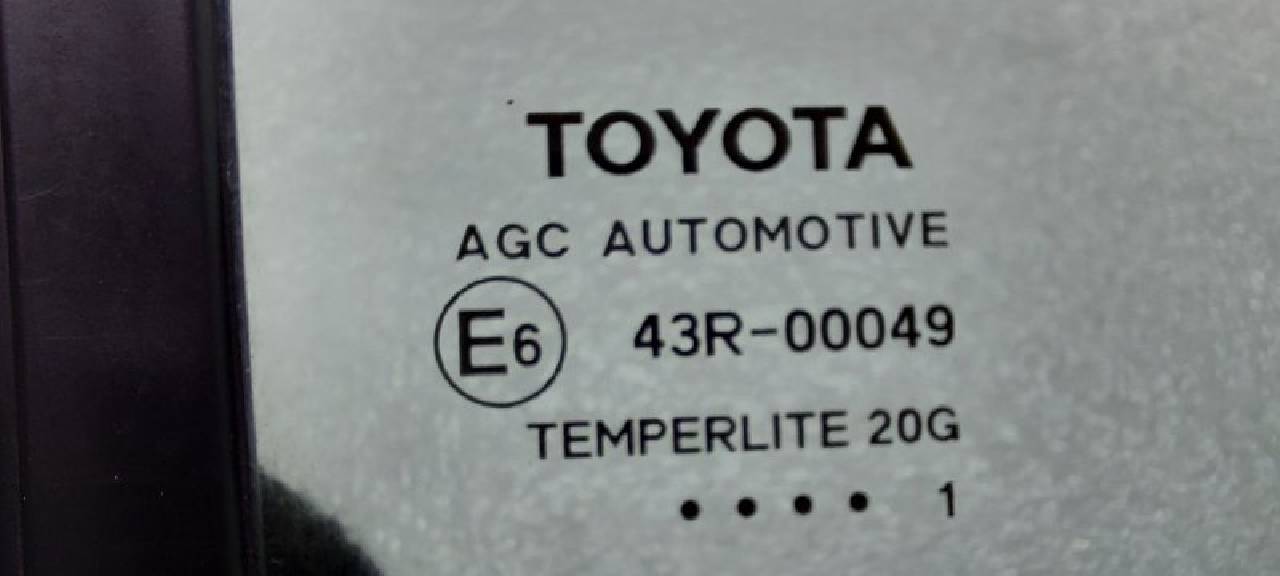 TOYOTA
AGC AUTOMOTIVE
E6 43R-00049
TEMPERLITE 20G
•••• 1